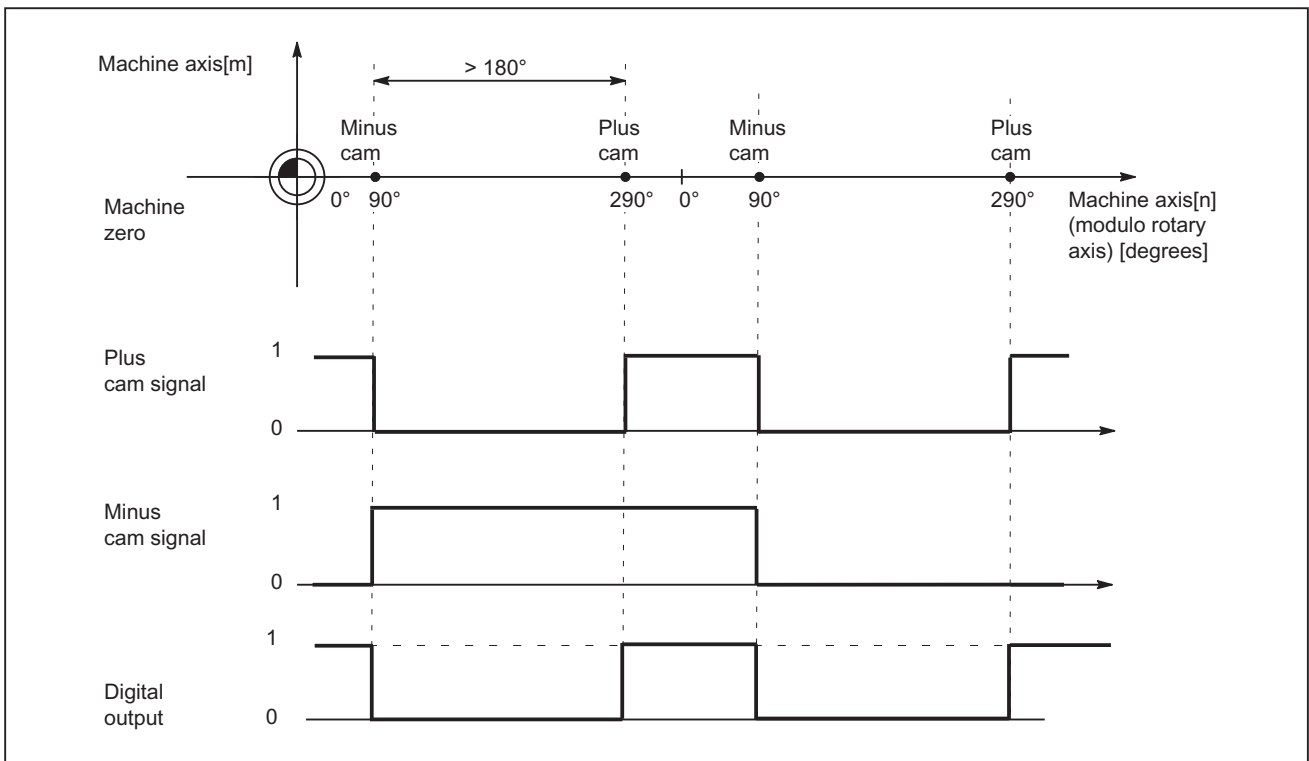 Machine axis[m]
> 180°
Minus
cam
Plus
cam
Minus
cam
Plus
cam
Machine
zero
0° 90° 290° 0° 90° 290°
Machine axis[n]
(modulo rotary
axis) [degrees]
Plus
cam signal
1
0
Minus
cam signal
1
0
Digital
output
1
0